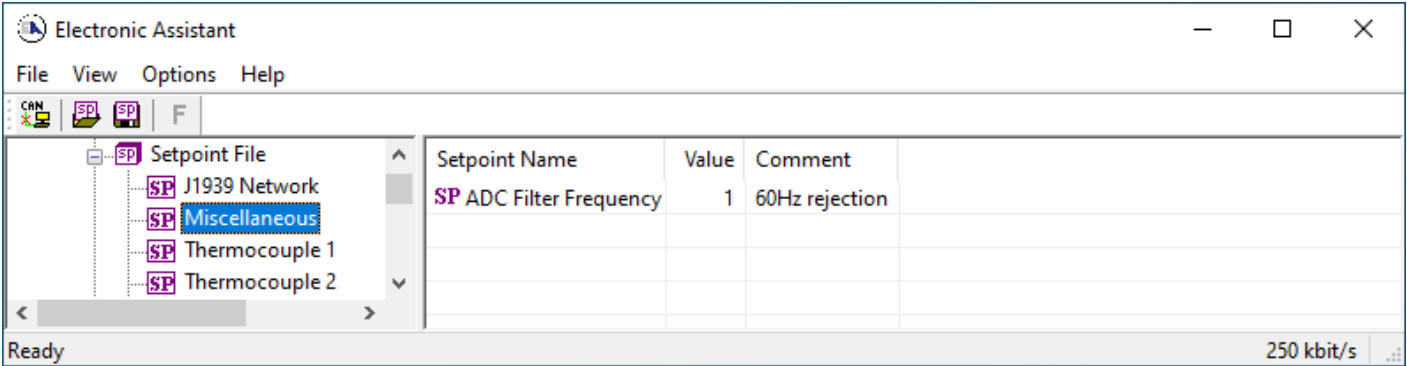 Electronic Assistant
File View Options Help
CAN SP SP F
SP Setpoint File
SP J1939 Network
SP Miscellaneous
SP Thermocouple 1
SP Thermocouple 2
Setpoint Name Value Comment
SP ADC Filter Frequency 1 60Hz rejection
Ready 250 kbit/s